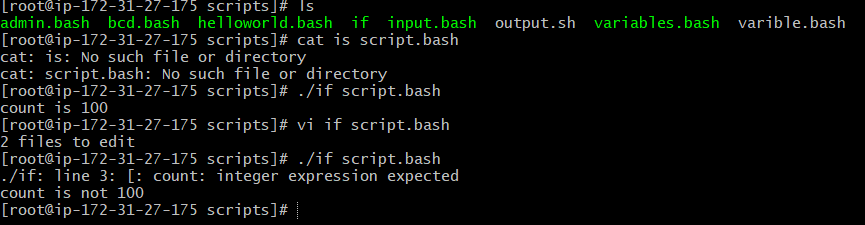 [root@ip-172-31-27-175 scripts]# ls
admin.bash  bcd.bash  helloworld.bash  if  input.bash  output.sh  variables.bash  varible.bash
[root@ip-172-31-27-175 scripts]# cat is script.bash
cat: is: No such file or directory
cat: script.bash: No such file or directory
[root@ip-172-31-27-175 scripts]# ./if script.bash
count is 100
[root@ip-172-31-27-175 scripts]# vi if script.bash
2 files to edit
[root@ip-172-31-27-175 scripts]# ./if script.bash
./if: line 3: [: count: integer expression expected
count is not 100
[root@ip-172-31-27-175 scripts]#